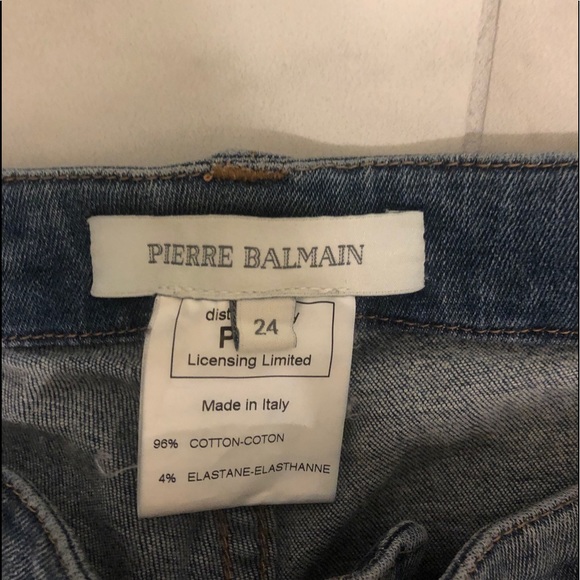 PIERRE BALMAIN
24
Licensing Limited
Made in Italy
96% COTTON-COTON
4% ELASTANE-ELASTHANNE